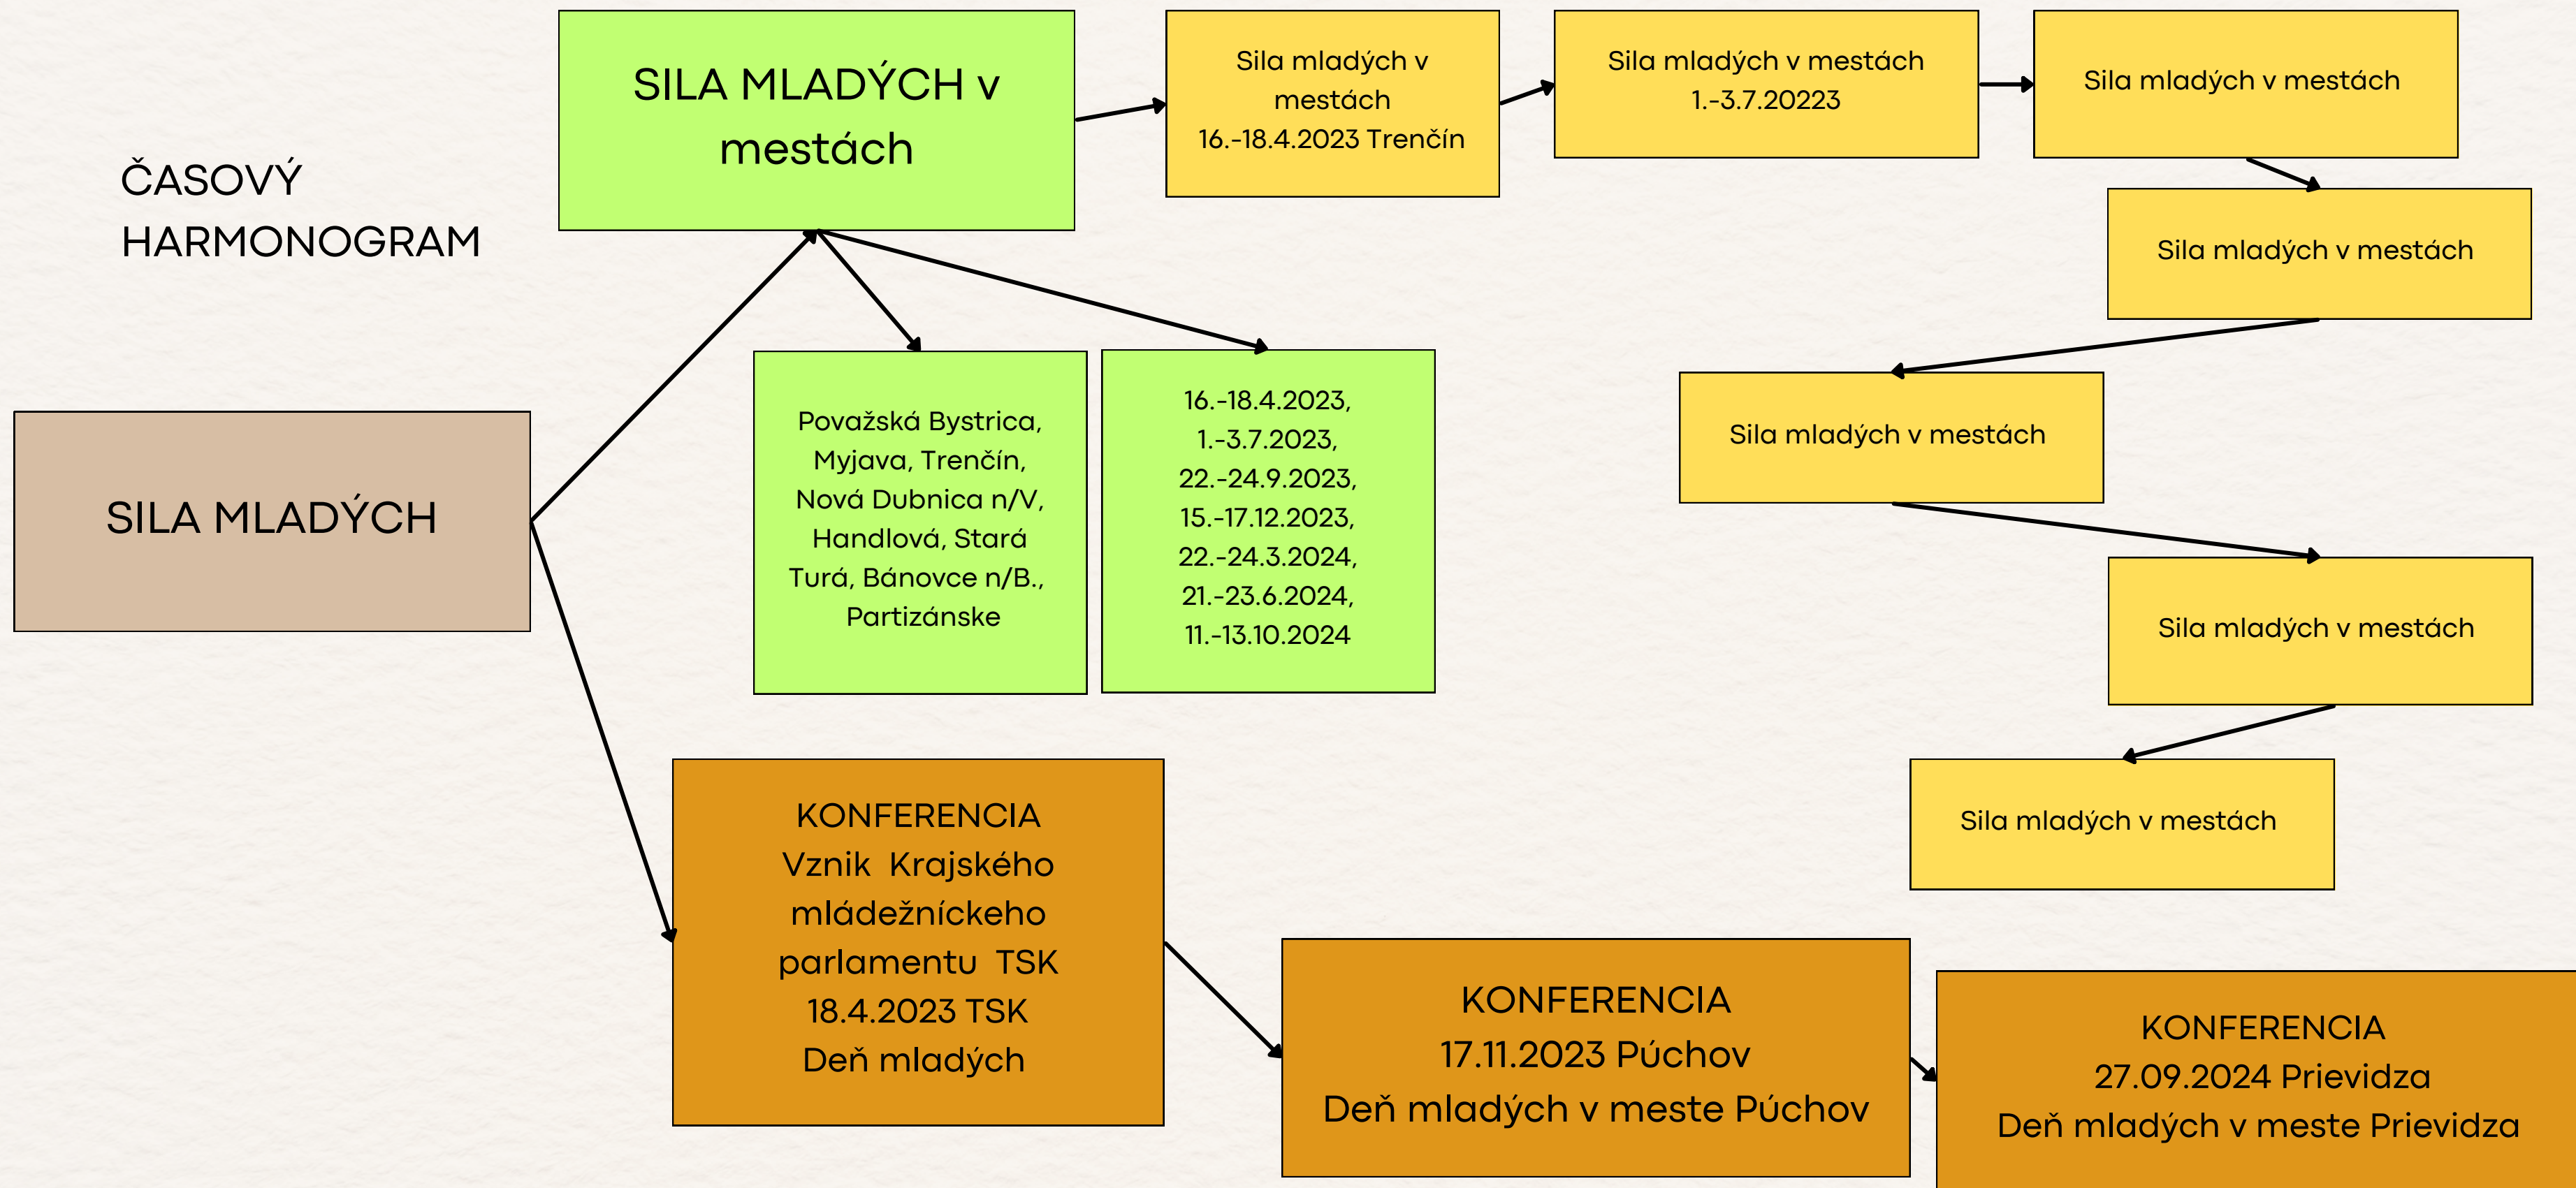 ČASOVÝ
HARMONOGRAM
SILA MLADÝCH
SILA MLADÝCH v
mestách
Sila mladých v
mestách
16.-18.4.2023 Trenčín
Sila mladých v mestách
1.-3.7.20223
Sila mladých v mestách
Sila mladých v mestách
Sila mladých v mestách
Sila mladých v mestách
Sila mladých v mestách
Považská Bystrica,
Myjava, Trenčín,
Nová Dubnica n/V,
Handlová, Stará
Turá, Bánovce n/B.,
Partizánske
16.-18.4.2023,
1.-3.7.2023,
22.-24.9.2023,
15.-17.12.2023,
22.-24.3.2024,
21.-23.6.2024,
11.-13.10.2024
KONFERENCIA
Vznik Krajského
mládežníckeho
parlamentu TSK
18.4.2023 TSK
Deň mladých
KONFERENCIA
17.11.2023 Púchov
Deň mladých v meste Púchov
KONFERENCIA
27.09.2024 Prievidza
Deň mladých v meste Prievidza